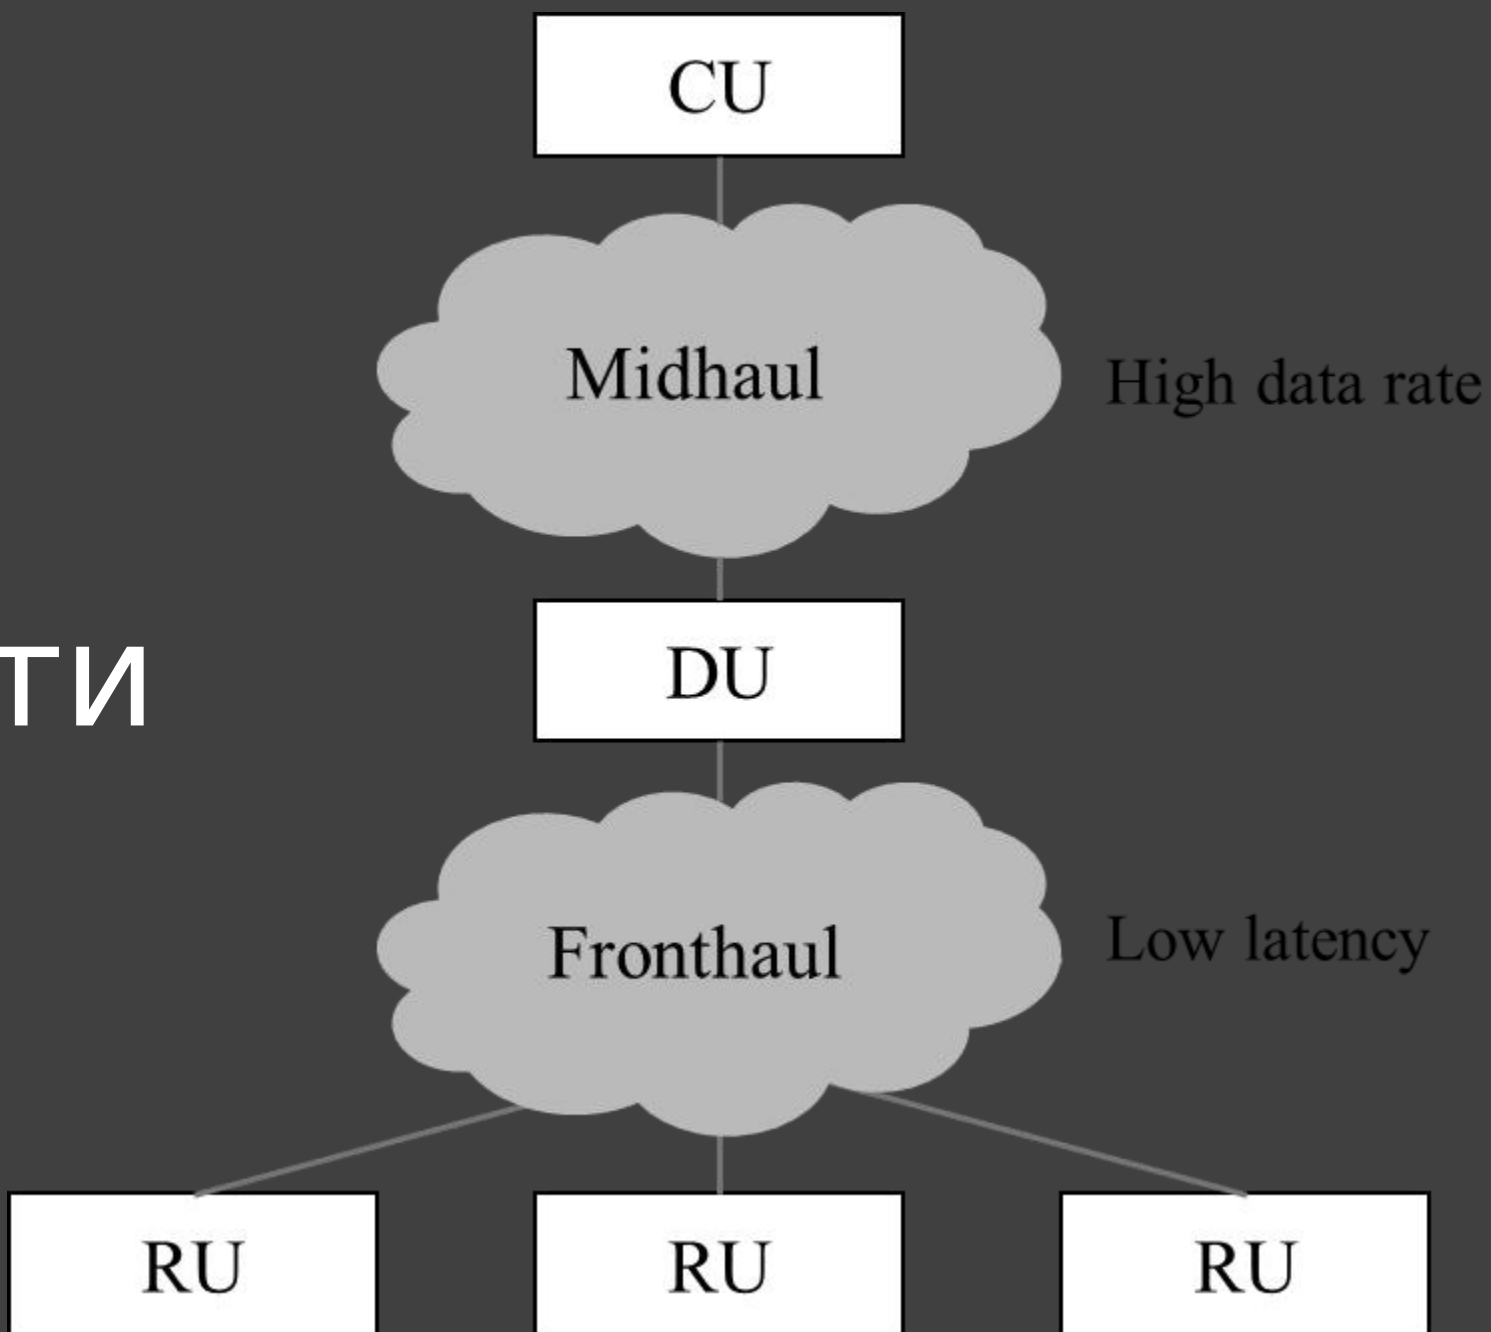 CU
Midhaul
High data rate
ти
DU
Fronthaul
Low latency
RU
RU
RU